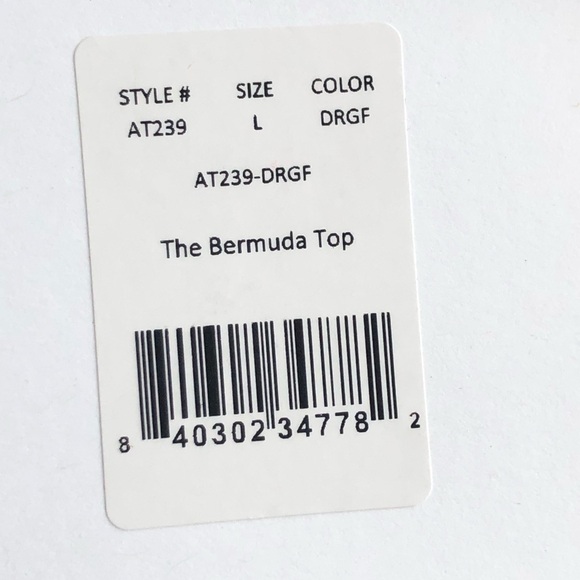 STYLE # SIZE COLOR
AT239 L DRGF
AT239-DRGF
The Bermuda Top
8 40302 34778 2